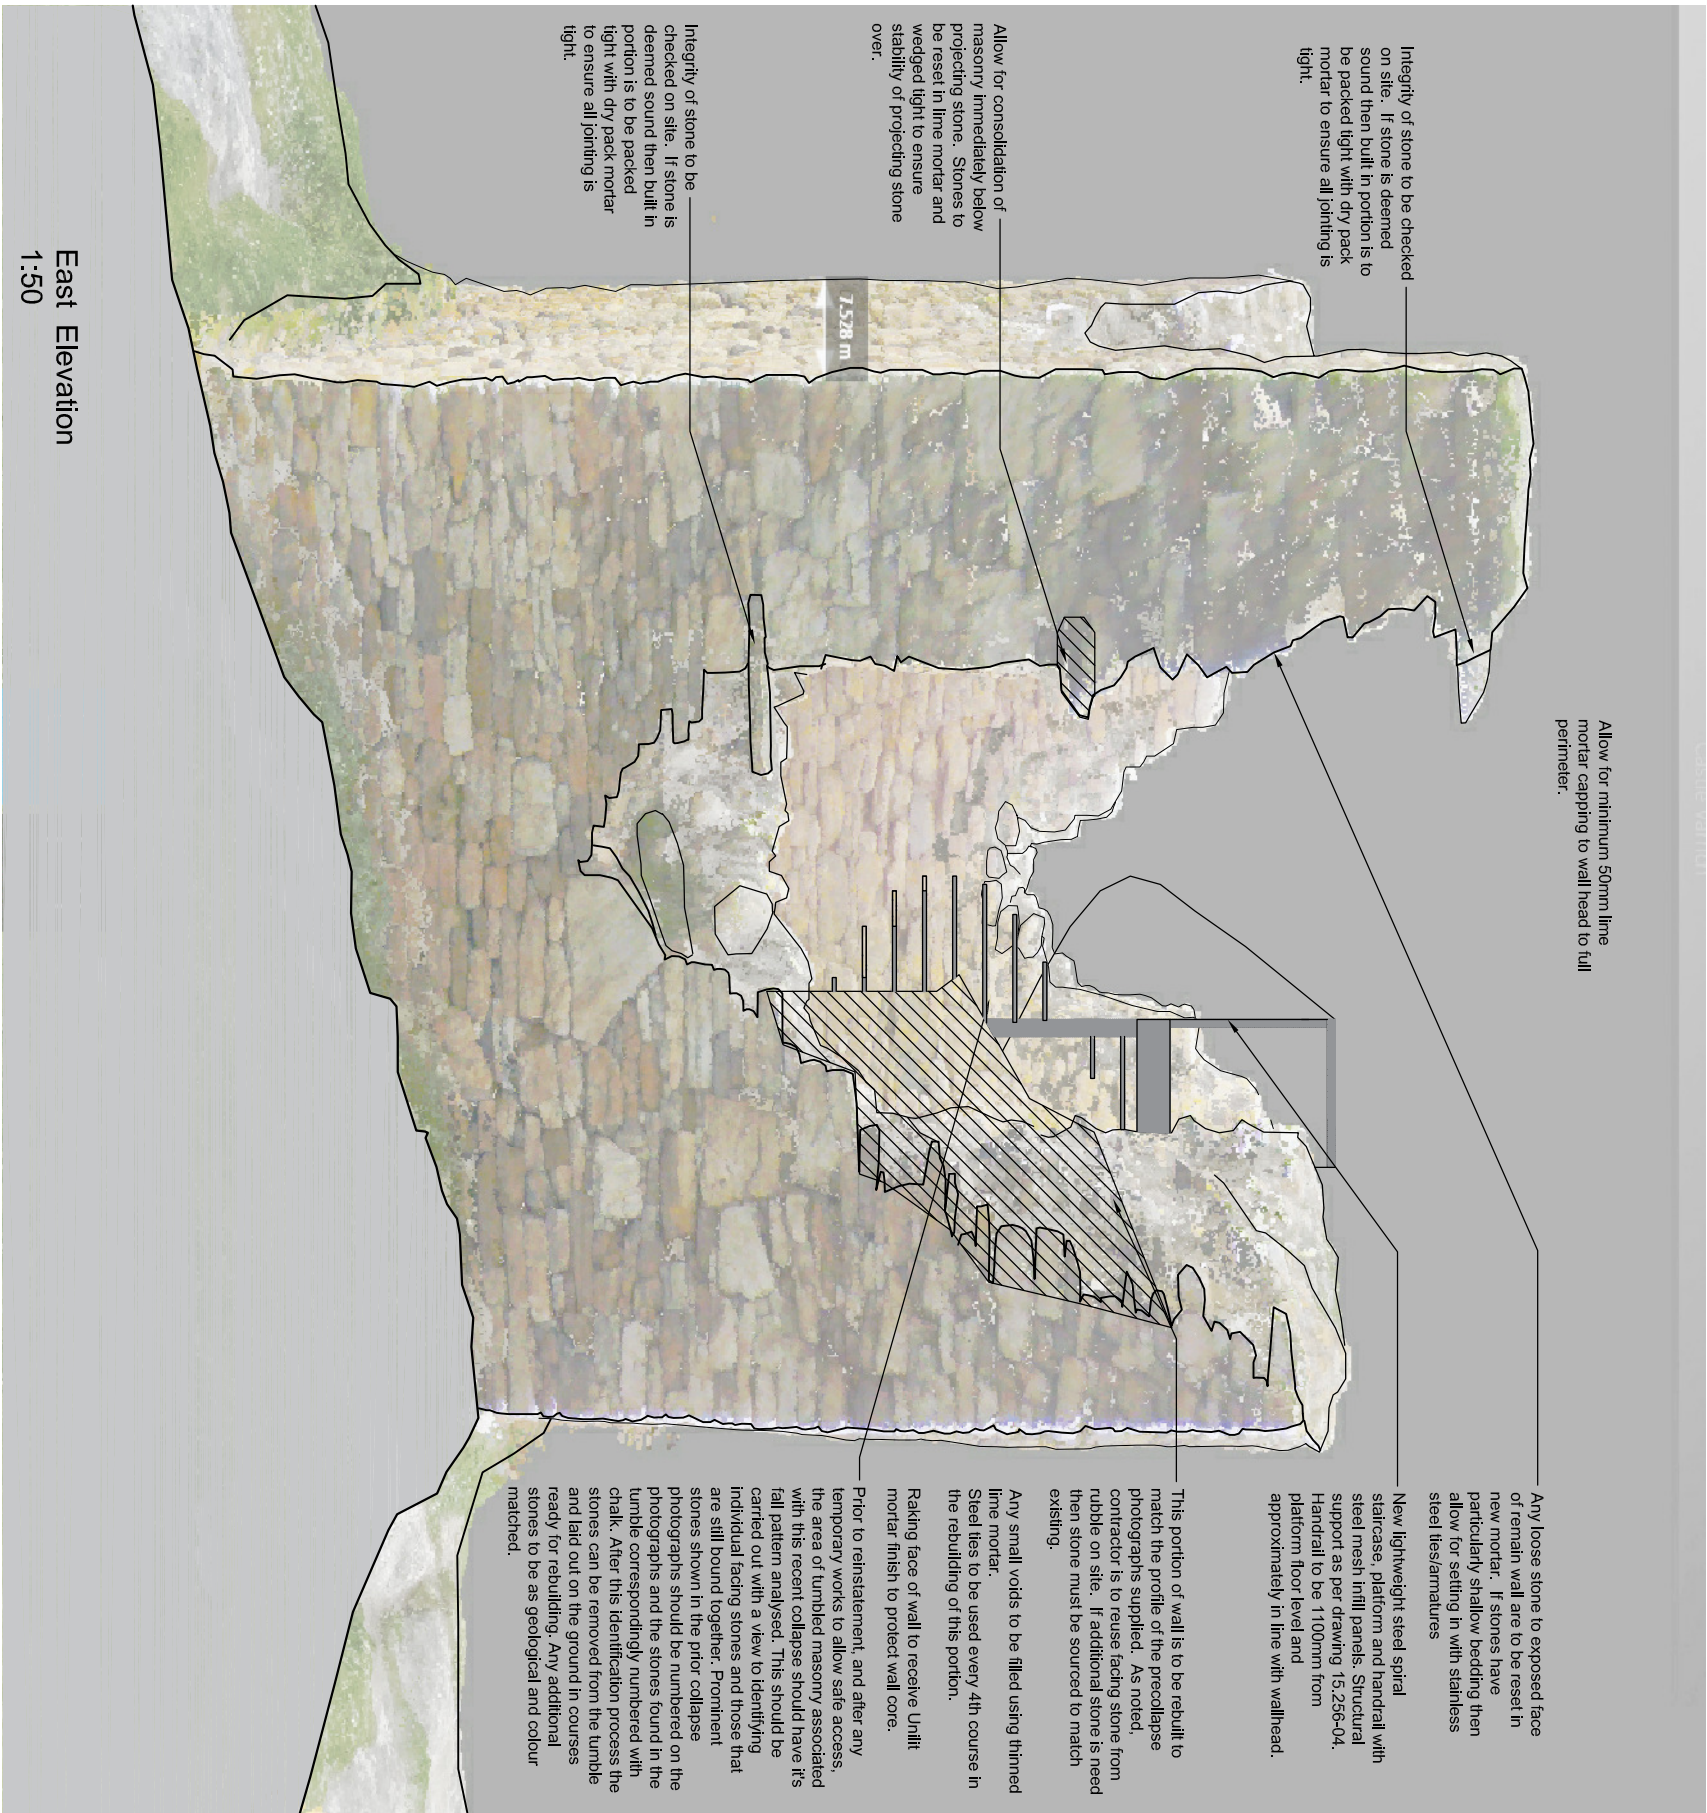 Integrity of stone to be checked
on site.  If stone is deemed
sound then built in portion is to
be packed tight with dry pack
mortar to ensure all jointing is
tight.
Allow for consolidation of
masonry immediately below
projecting stone.  Stones to
be reset in lime mortar and
wedged tight to ensure
stability of projecting stone
over.
Integrity of stone to be
checked on site.  If stone is
deemed sound then built in
portion is to be packed
tight with dry pack mortar
to ensure all jointing is
tight.
7.528 m
Allow for minimum 50mm lime
mortar capping to wall head to full
perimeter.
Any loose stone to exposed face
of remain wall are to be reset in
new mortar.  If stones have
particularly shallow bedding then
allow for setting in with stainless
steel ties/armatures
New lightweight steel spiral
staircase, platform and handrail with
steel mesh infill panels. Structural
support as per drawing 15.256-04.
Handrail to be 1100mm from
platform floor level and
approximately in line with wallhead.
This portion of wall is to be rebuilt to
match the profile of the precollapse
photographs supplied.  As noted,
contractor is to reuse facing stone from
rubble on site.  If additional stone is need
then stone must be sourced to match
existing.
Any small voids to be filled using thinned
lime mortar.
Steel ties to be used every 4th course in
the rebuilding of this portion.
Raking face of wall to receive Unilit
mortar finish to protect wall core.
Prior to reinstatement, and after any
temporary works to allow safe access,
the area of tumbled masonry associated
with this recent collapse should have it's
fall pattern analysed. This should be
carried out with a view to identifying
individual facing stones and those that
are still bound together. Prominent
stones shown in the prior collapse
photographs should be numbered on the
photographs and the stones found in the
tumble correspondingly numbered with
chalk. After this identification process the
stones can be removed from the tumble
and laid out on the ground in courses
ready for rebuilding. Any additional
stones to be as geological and colour
matched.
East Elevation
1:50